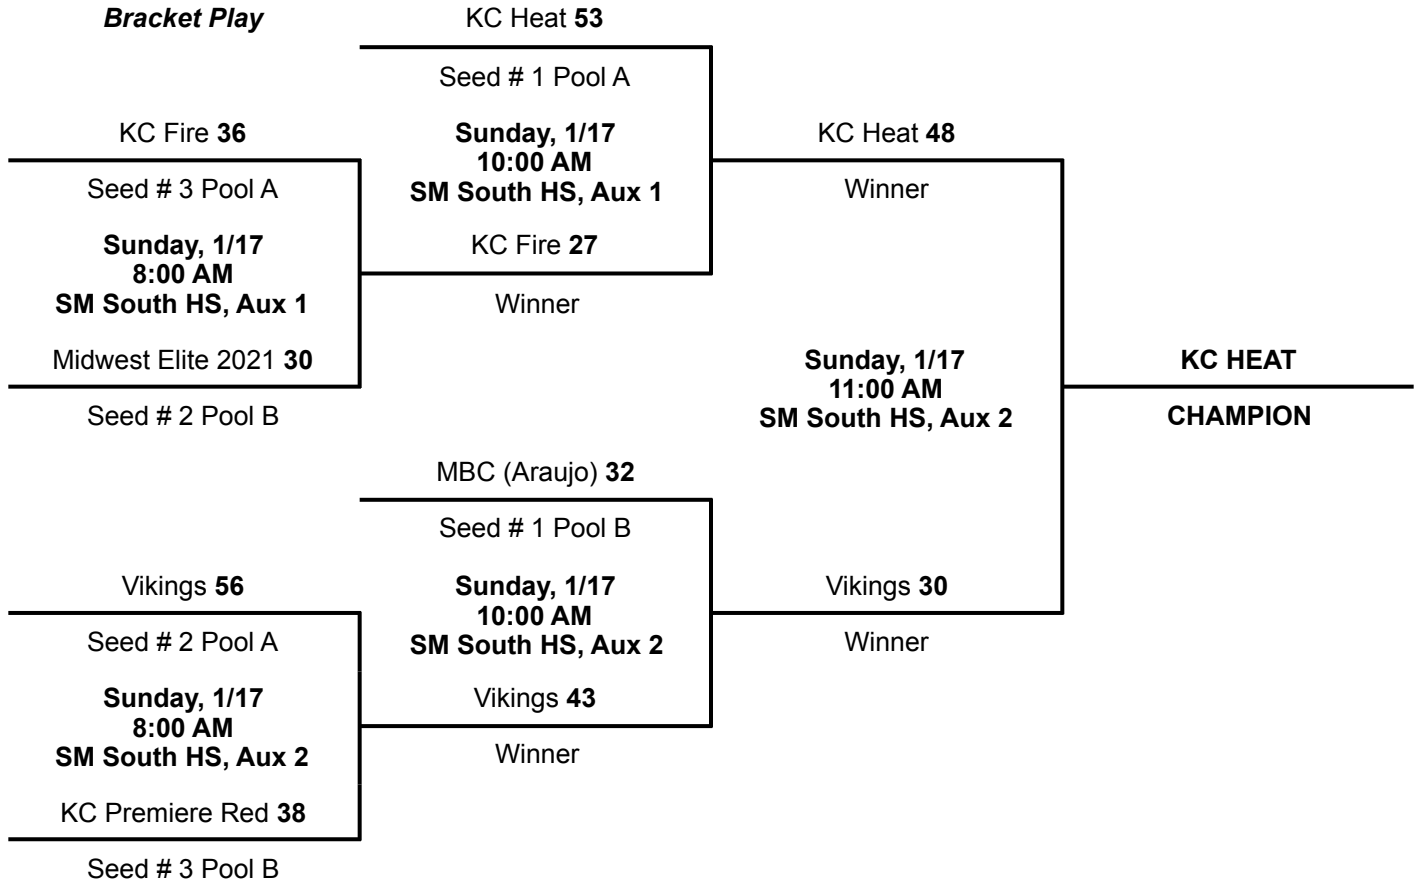 Bracket Play
KC Heat 53
Seed # 1 Pool A
KC Fire 36
Sunday, 1/17
10:00 AM
SM South HS, Aux 1
KC Heat 48
Seed # 3 Pool A
Winner
Sunday, 1/17
8:00 AM
SM South HS, Aux 1
KC Fire 27
Winner
Midwest Elite 2021 30
Seed # 2 Pool B
Sunday, 1/17
11:00 AM
SM South HS, Aux 2
KC HEAT
CHAMPION
MBC (Araujo) 32
Seed # 1 Pool B
Vikings 56
Sunday, 1/17
10:00 AM
SM South HS, Aux 2
Vikings 30
Seed # 2 Pool A
Winner
Sunday, 1/17
8:00 AM
SM South HS, Aux 2
Vikings 43
Winner
KC Premiere Red 38
Seed # 3 Pool B